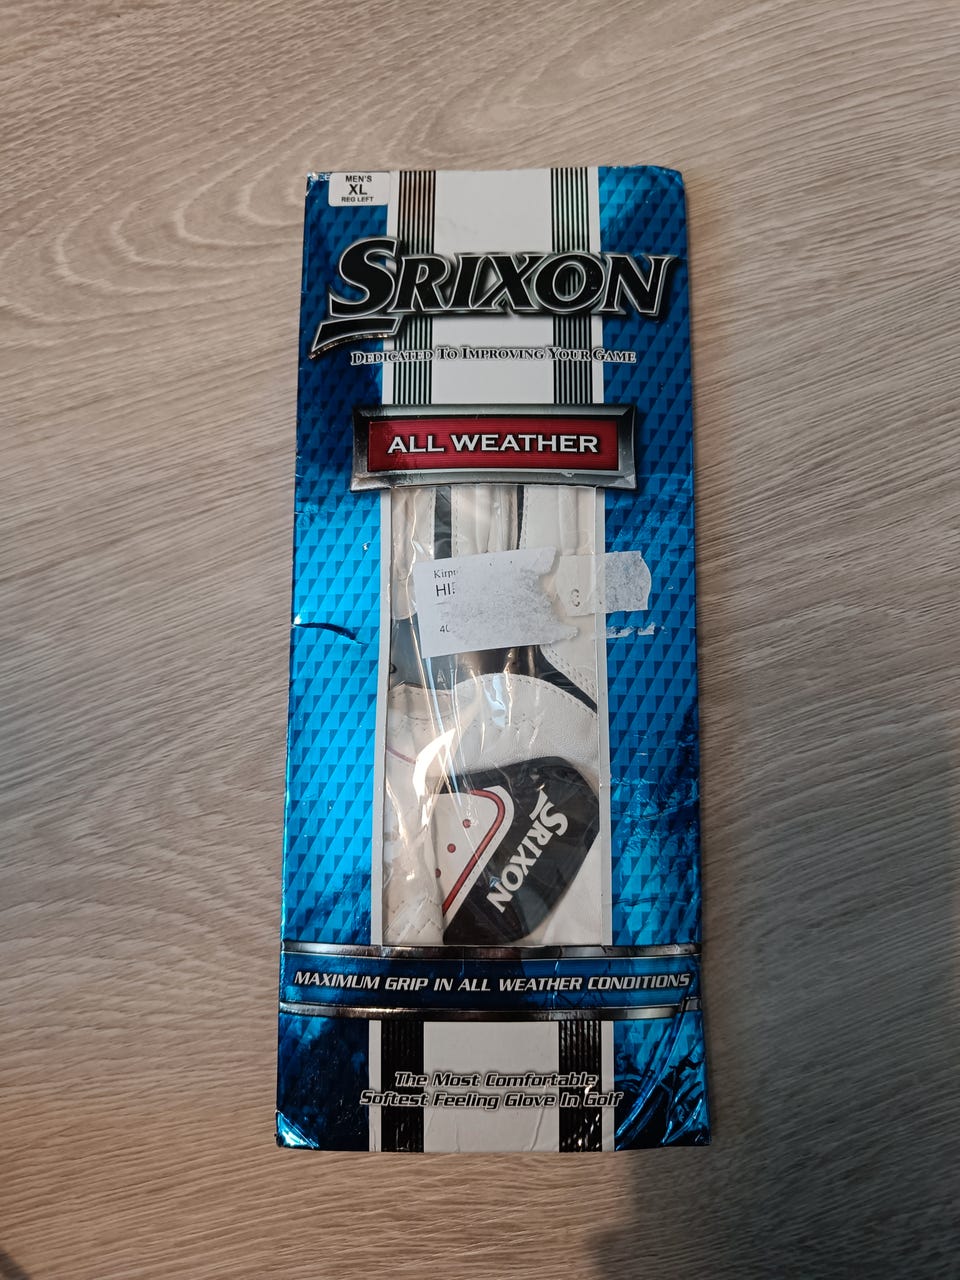 MEN'S
XL
REG LEFT
SRIXON
DEDICATED TO IMPROVING YOUR GAME
ALL WEATHER
SRIXON
MAXIMUM GRIP IN ALL WEATHER CONDITIONS
The Most Comfortable
Softest Feeling Glove In Golf